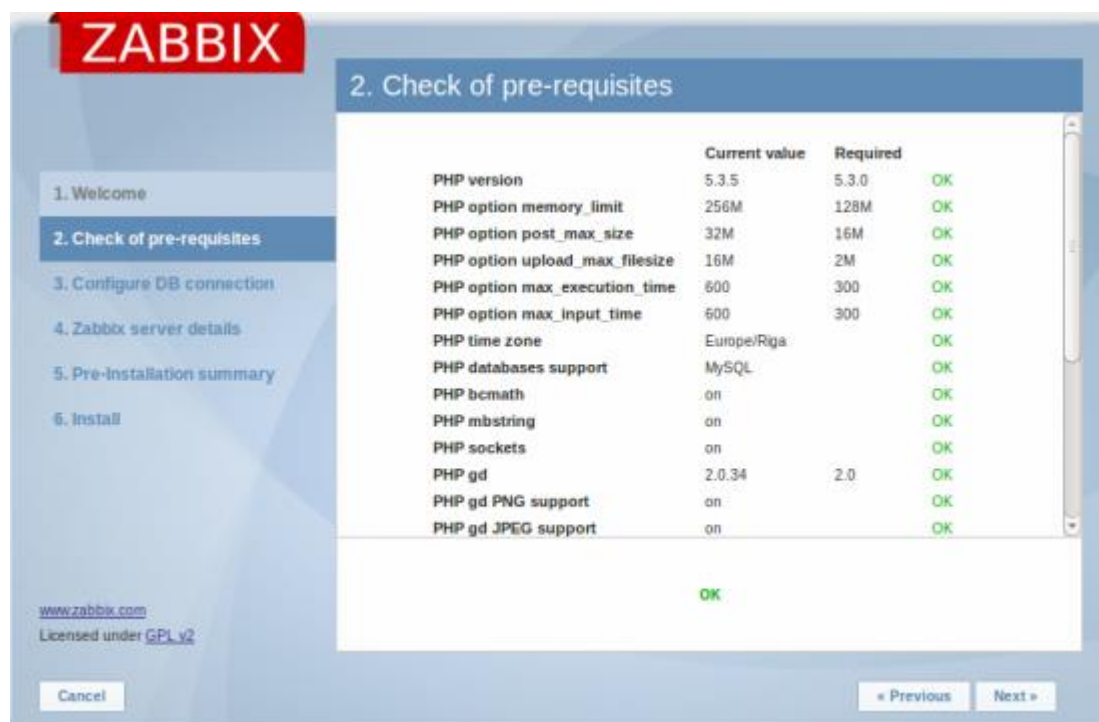 ZABBIX
2. Check of pre-requisites
1. Welcome
2. Check of pre-requisites
3. Configure DB connection
4. Zabbix server details
5. Pre-Installation summary
6. Install
Current value Required
PHP version 5.3.5 5.3.0 OK
PHP option memory_limit 256M 128M OK
PHP option post_max_size 32M 16M OK
PHP option upload_max_filesize 16M 2M OK
PHP option max_execution_time 600 300 OK
PHP option max_input_time 600 300 OK
PHP time zone Europe/Riga OK
PHP databases support MySQL OK
PHP bcmath on OK
PHP mbstring on OK
PHP sockets on OK
PHP gd 2.0.34 2.0 OK
PHP gd PNG support on OK
PHP gd JPEG support on OK
OK
www.zabbix.com
Licensed under GPL v2
Cancel
« Previous
Next »